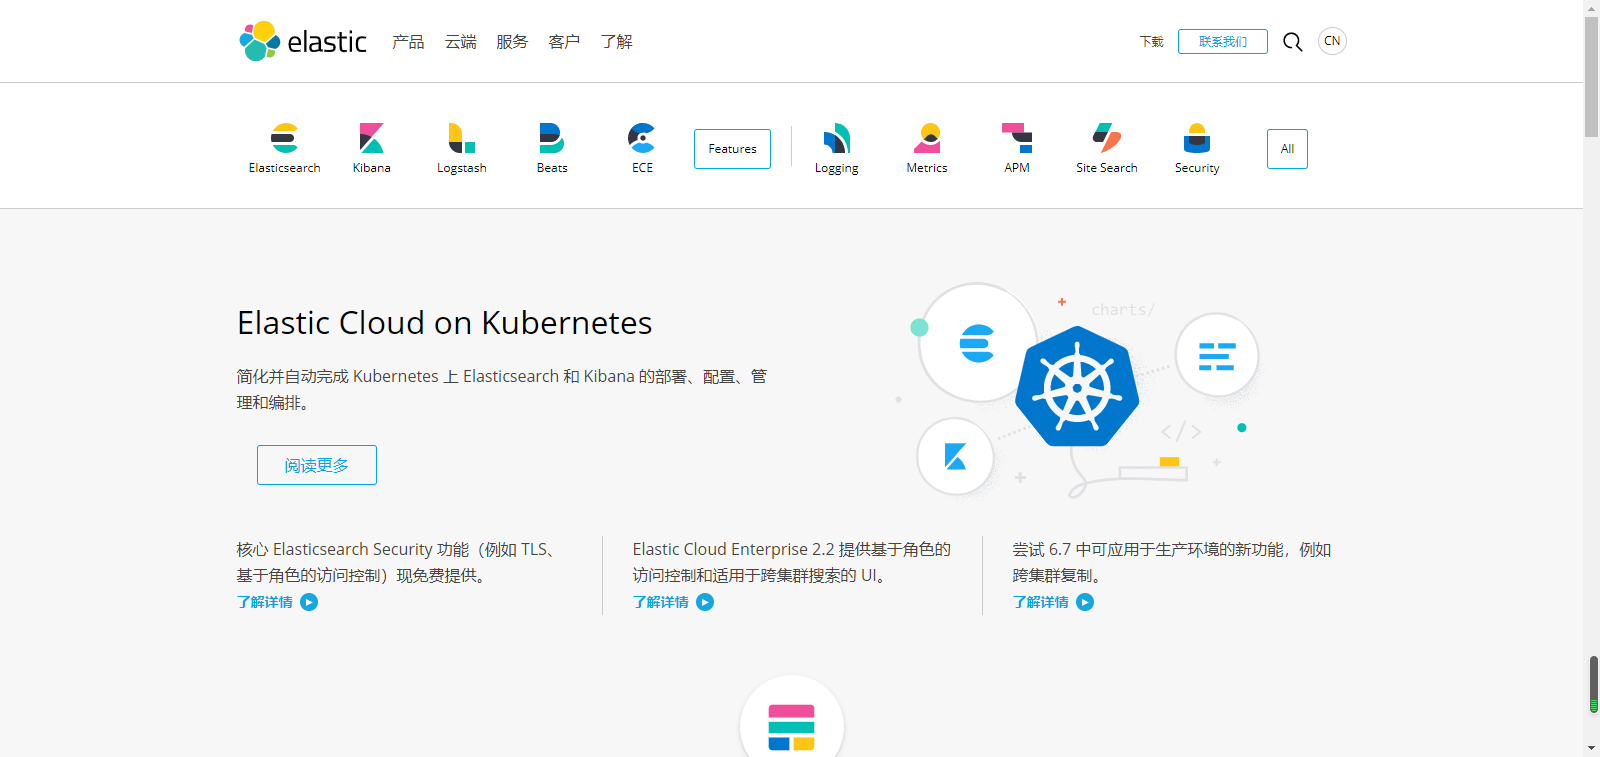 elastic 产品 云端 服务 客户 了解 下载 联系我们 CN
Elasticsearch Kibana Logstash Beats ECE Features Logging Metrics APM Site Search Security All
charts/
Elastic Cloud on Kubernetes
简化并自动完成 Kubernetes 上 Elasticsearch 和 Kibana 的部署、配置、管
理和编排。
</>
阅读更多
核心 Elasticsearch Security 功能（例如 TLS、
基于角色的访问控制）现免费提供。
了解详情
Elastic Cloud Enterprise 2.2 提供基于角色的
访问控制和适用于跨集群搜索的 UI。
了解详情
尝试 6.7 中可应用于生产环境的新功能，例如
跨集群复制。
了解详情